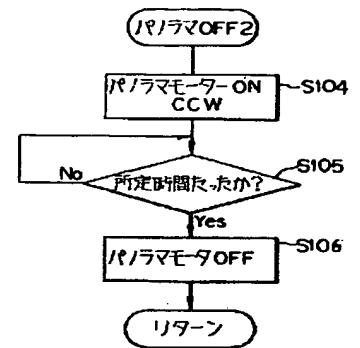 パノラマOFF2
パノラマモーターON
CCW
S104
所定時間たったか?
S105
No
Yes
パノラマモータOFF
S106
リターン